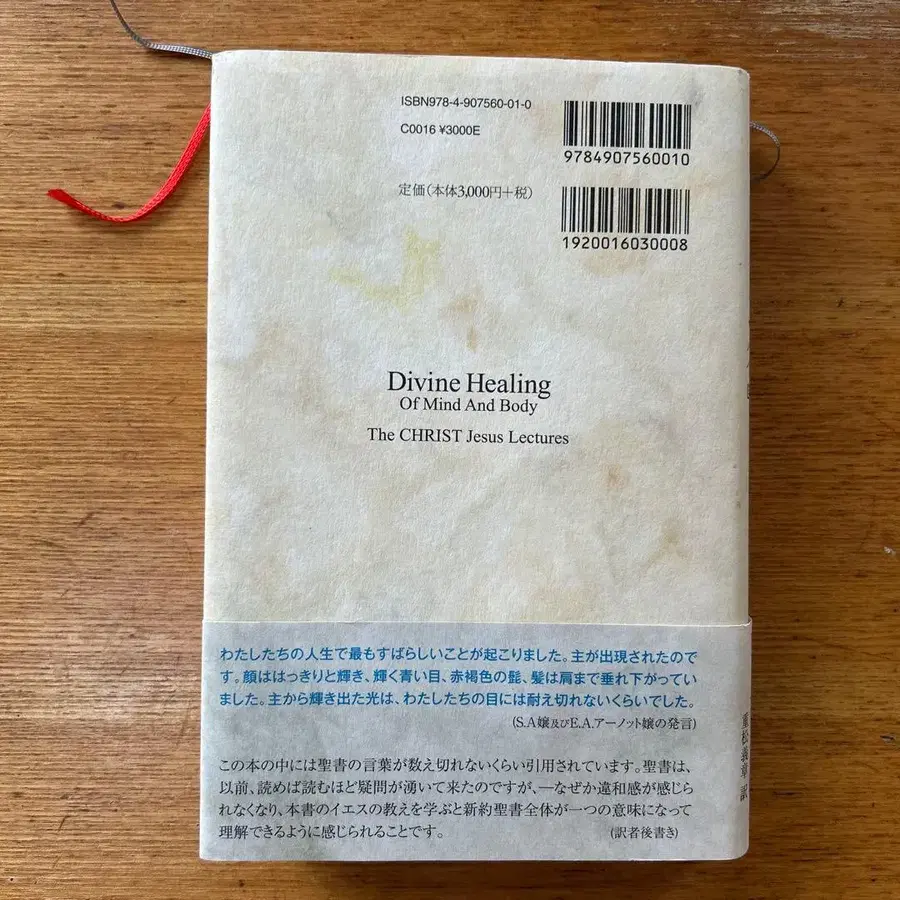 ISBN978-4-907560-01-0
C0016 ¥3000E
9784907560010
定価(本体3,000円+税)
1920016030008
Divine Healing
Of Mind And Body
The CHRIST Jesus Lectures
わたしたちの人生で最もすばらしいことが起こりました。主が出現されたので
す。顔ははっきりと輝き、輝く青い目、赤褐色の髭、髪は肩まで垂れ下がってい
ました。主から輝き出た光は、わたしたちの目には耐え切れないくらいでした。
(S.A嬢及びE.A.アーノット嬢の発言)
この本の中には聖書の言葉が数え切れないくらい引用されています。聖書は、
以前、読めば読むほど疑問が湧いて来たのですが、―なぜか違和感が感じら
れなくなり、本書のイエスの教えを学ぶと新約聖書全体が一つの意味になって
理解できるように感じられることです。
(訳者後書き)
重松義章 訳